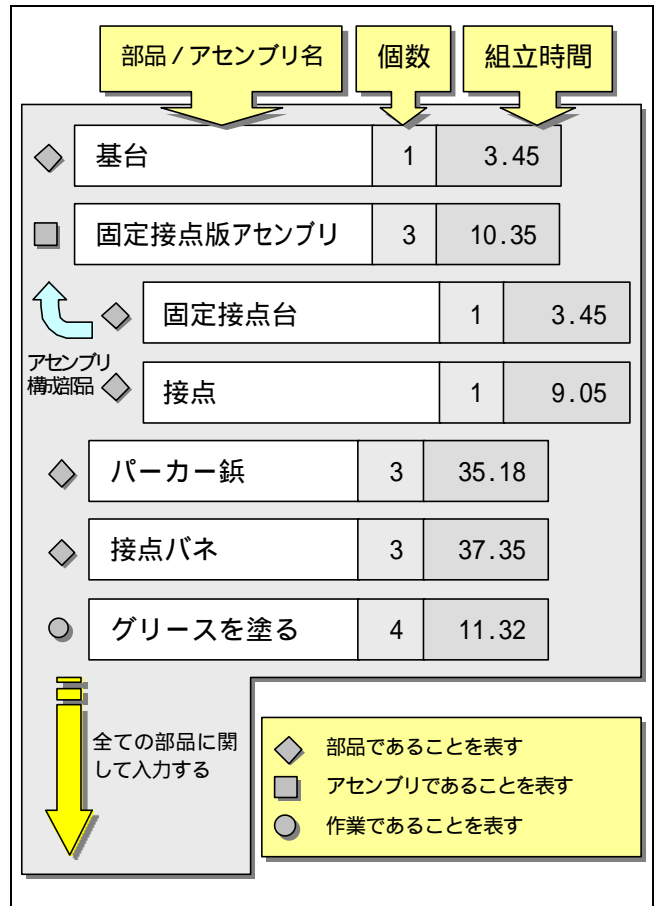 部品/アセンブリ名 個数 組立時間
基台 1 3.45
固定接点版アセンブリ 3 10.35
固定接点台 1 3.45
アセンブリ
構成部品
接点 1 9.05
パーカー鋲 3 35.18
接点バネ 3 37.35
グリースを塗る 4 11.32
全ての部品に関
して入力する
部品であることを表す
アセンブリであることを表す
作業であることを表す